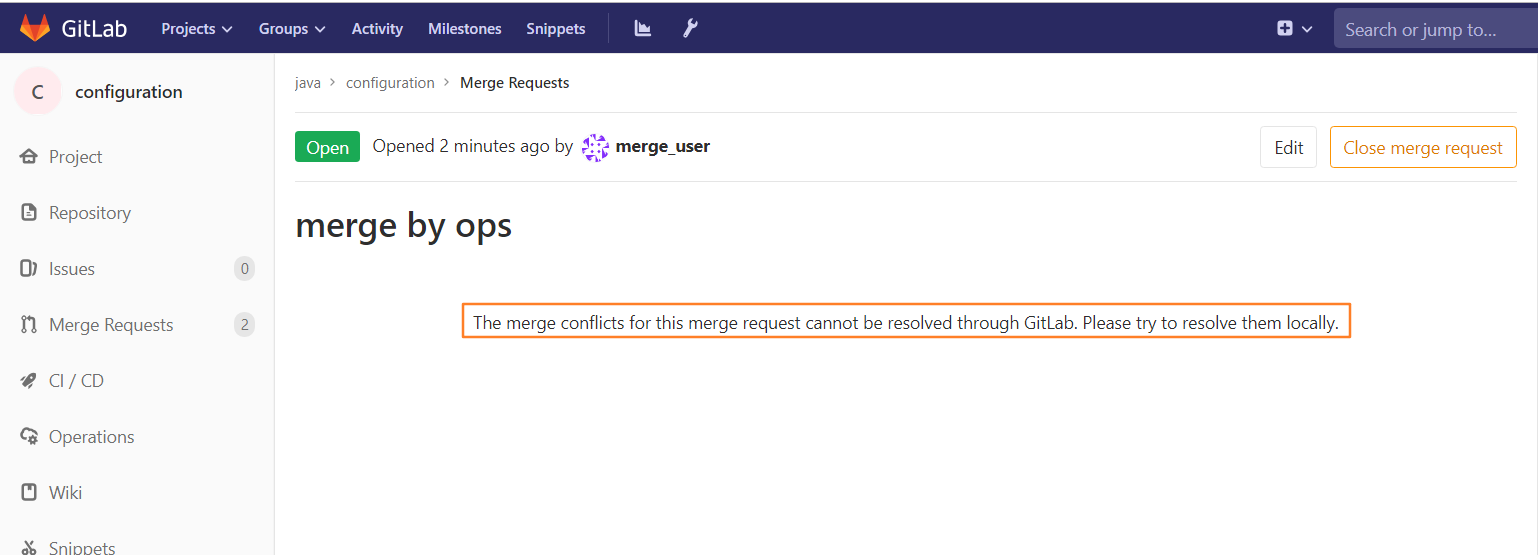 GitLab Projects Groups Activity Milestones Snippets Search or jump to...
C configuration
java > configuration > Merge Requests
Open Opened 2 minutes ago by merge_user Edit Close merge request
merge by ops
The merge conflicts for this merge request cannot be resolved through GitLab. Please try to resolve them locally.
Project
Repository
Issues 0
Merge Requests 2
CI / CD
Operations
Wiki
Snippets